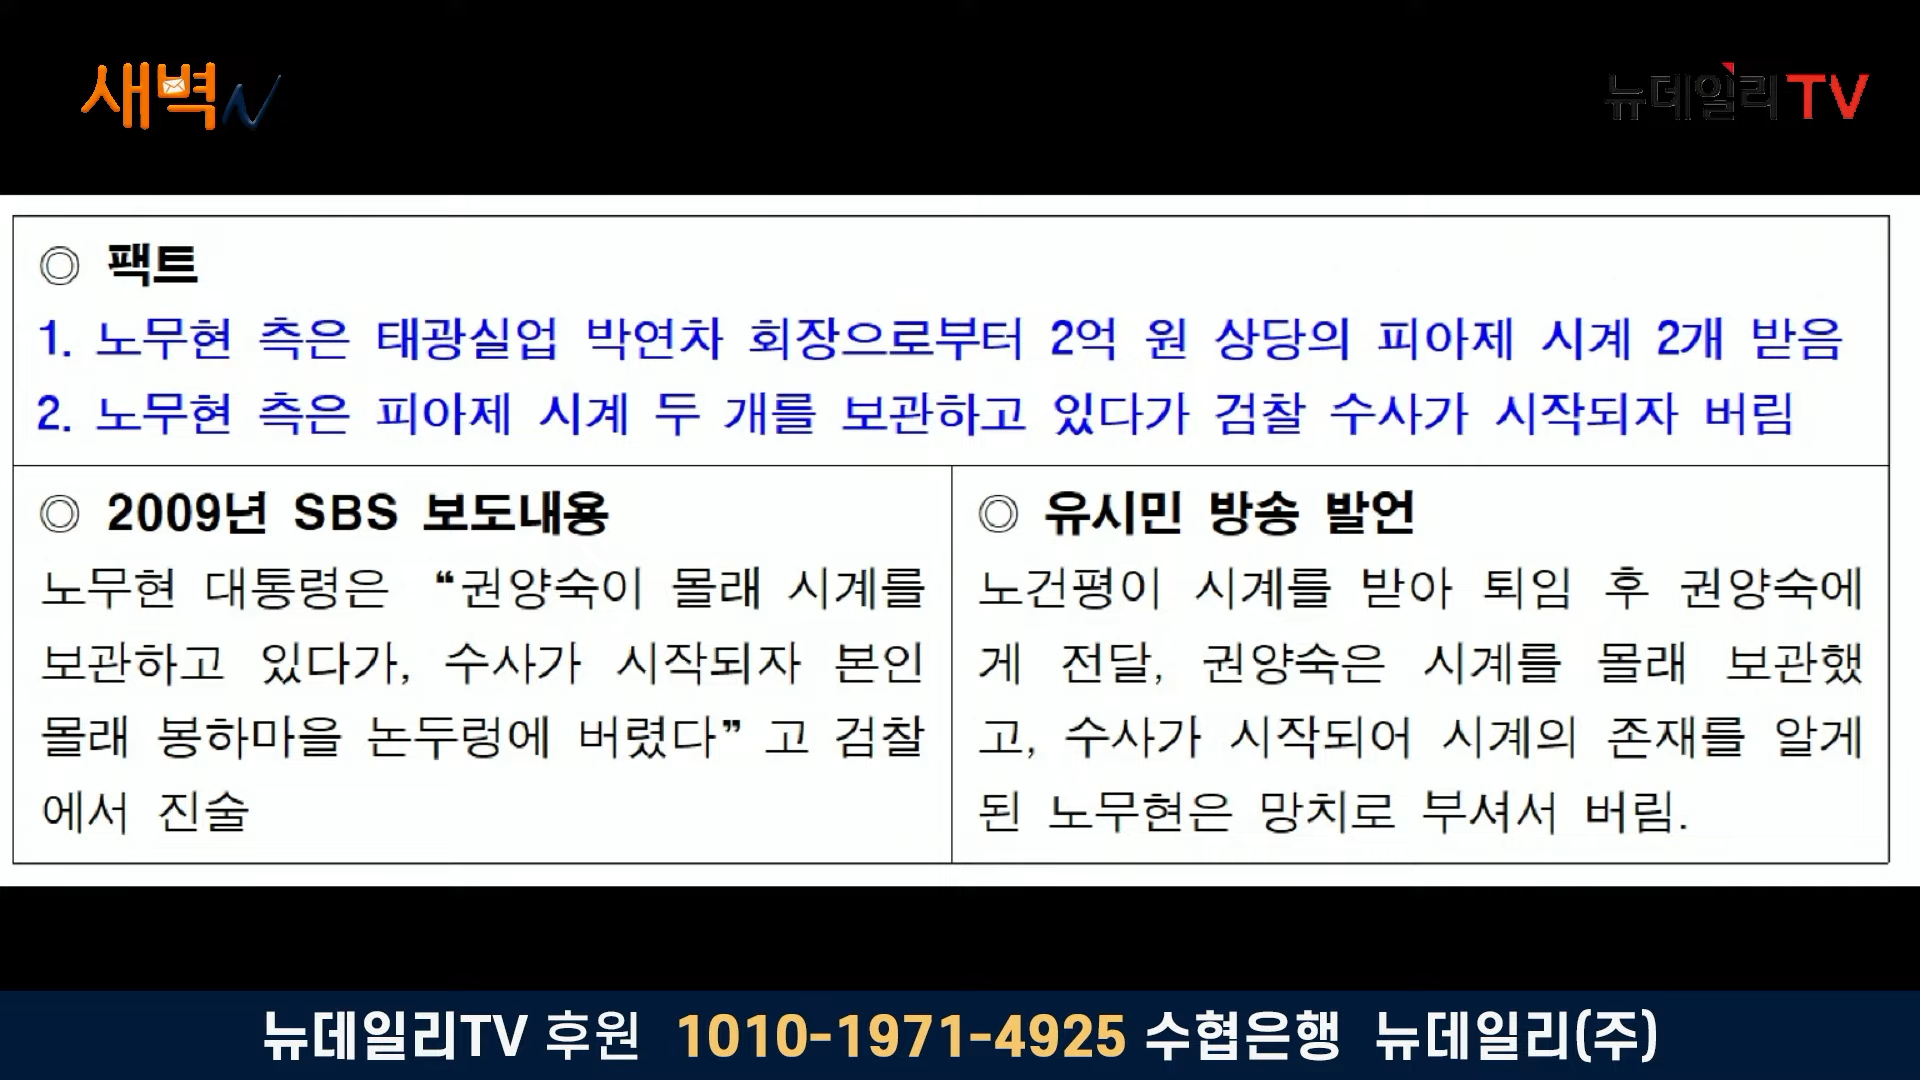 새벽N
뉴데일리TV
◎ 팩트
1. 노무현 측은 태광실업 박연차 회장으로부터 2억 원 상당의 피아제 시계 2개 받음
2. 노무현 측은 피아제 시계 두 개를 보관하고 있다가 검찰 수사가 시작되자 버림
◎ 2009년 SBS 보도내용
노무현 대통령은 “권양숙이 몰래 시계를
보관하고 있다가, 수사가 시작되자 본인
몰래 봉하마을 논두렁에 버렸다” 고 검찰
에서 진술
◎ 유시민 방송 발언
노건평이 시계를 받아 퇴임 후 권양숙에
게 전달, 권양숙은 시계를 몰래 보관했
고, 수사가 시작되어 시계의 존재를 알게
된 노무현은 망치로 부셔서 버림.
뉴데일리TV 후원 1010-1971-4925 수협은행 뉴데일리(주)